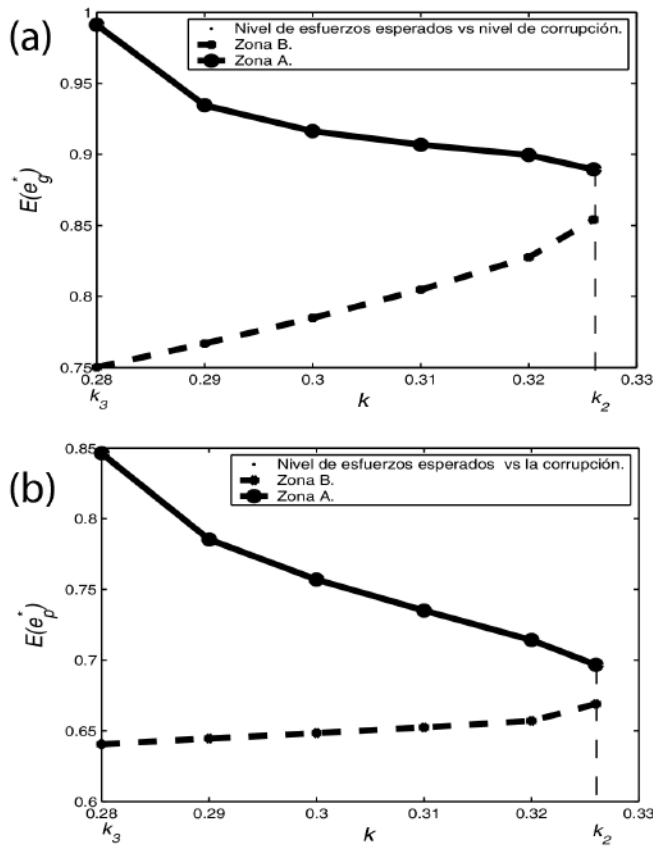 (a)
1
0.95
0.9
0.85
0.8
0.75
E(e*g)
Nivel de esfuerzos esperados vs nivel de corrupción.
Zona B.
Zona A.
0.28 0.29 0.3 0.31 0.32 0.33
k3 k k2
(b)
0.85
0.8
0.75
0.7
0.65
0.6
E(e*p)
Nivel de esfuerzos esperados vs la corrupción.
Zona B.
Zona A.
0.28 0.29 0.3 0.31 0.32 0.33
k3 k k2